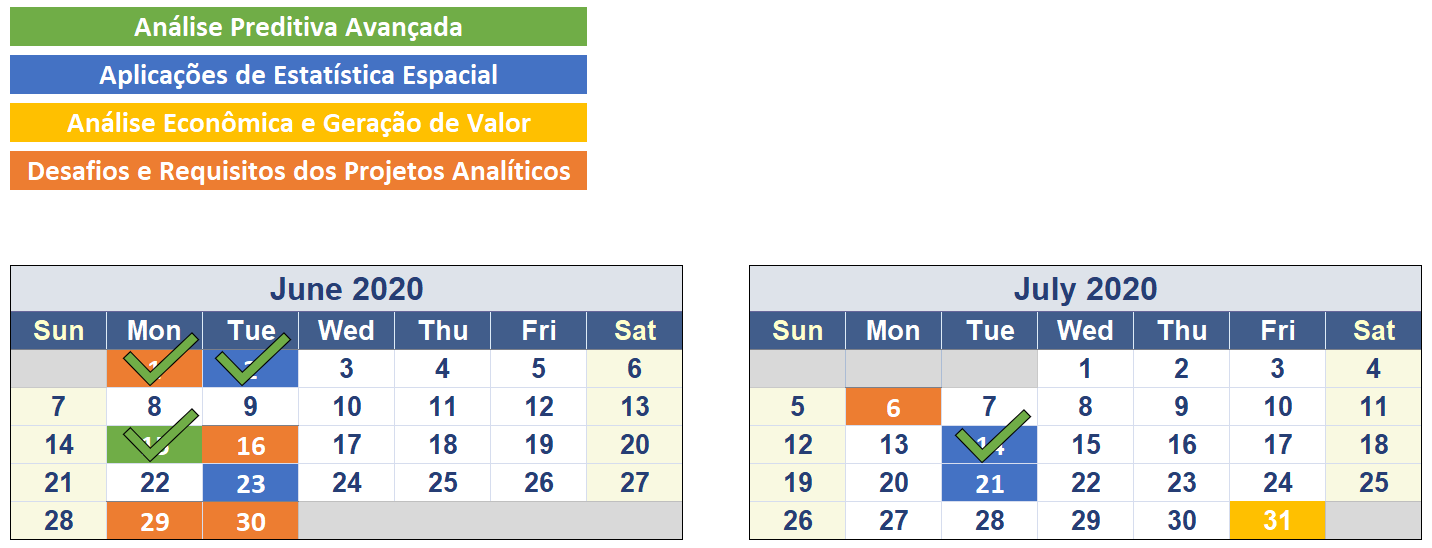 Análise Preditiva Avançada
Aplicações de Estatística Espacial
Análise Econômica e Geração de Valor
Desafios e Requisitos dos Projetos Analíticos
June 2020
Sun Mon Tue Wed Thu Fri Sat
3 4 5 6
7 8 9 10 11 12 13
14 16 17 18 19 20
21 22 23 24 25 26 27
28 29 30
July 2020
Sun Mon Tue Wed Thu Fri Sat
1 2 3 4
5 6 7 8 9 10 11
12 13 14 15 16 17 18
19 20 21 22 23 24 25
26 27 28 29 30 31